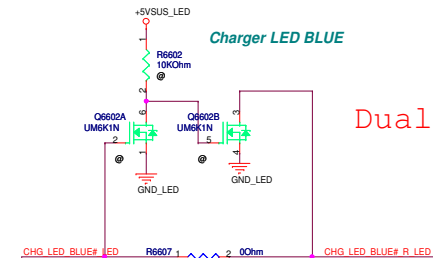 +5VSUS_LED
Charger LED BLUE
1
R6602
10KOhm
@
2
Dual
Q6602A
UM6K1N
6
2
@
1
GND_LED
Q6602B
UM6K1N
3
5
@
4
GND_LED
CHG_LED_BLUE#_LED
R6607
1
2
0Ohm
CHG_LED_BLUE#_R_LED